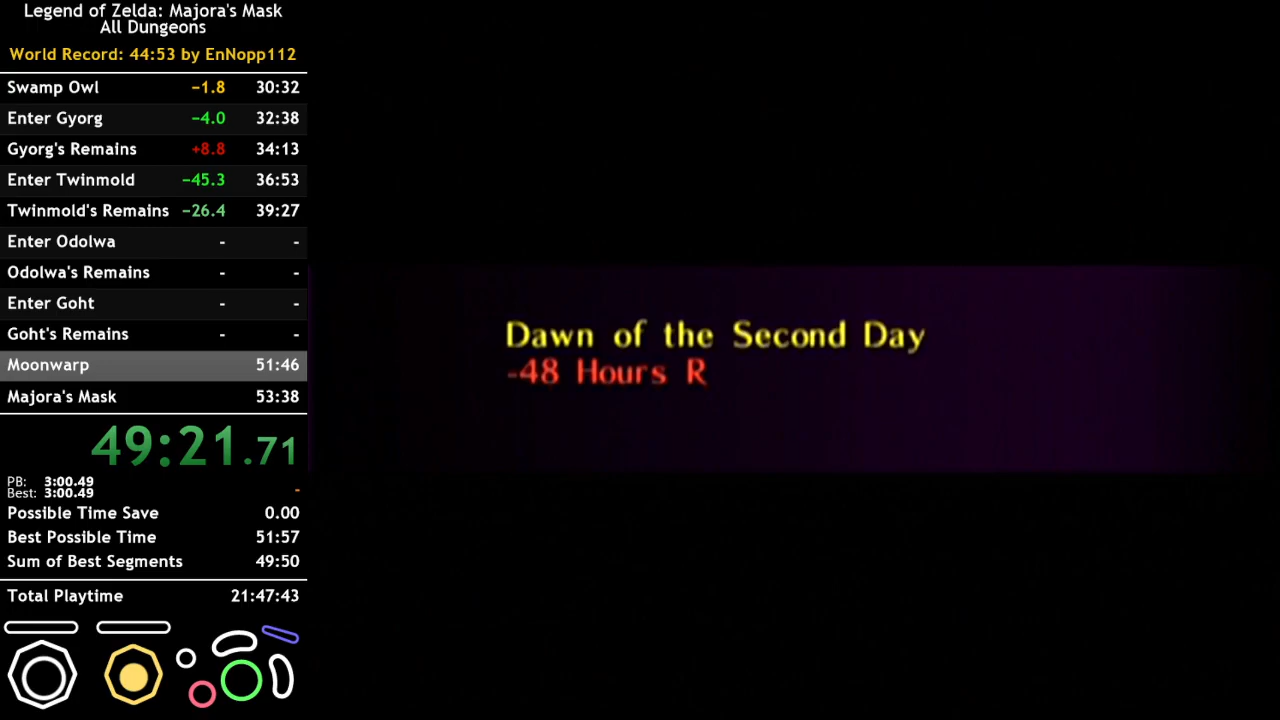 Legend of Zelda: Majora's Mask
All Dungeons
World Record: 44:53 by EnNopp112
Swamp Owl −1.8 30:32
Enter Gyorg −4.0 32:38
Gyorg's Remains +8.8 34:13
Enter Twinmold −45.3 36:53
Twinmold's Remains −26.4 39:27
Enter Odolwa - -
Odolwa's Remains - -
Enter Goht - -
Goht's Remains - -
Moonwarp 51:46
Majora's Mask 53:38
49:21.71
PB: 3:00.49
Best: 3:00.49 -
Possible Time Save 0.00
Best Possible Time 51:57
Sum of Best Segments 49:50
Total Playtime 21:47:43
Dawn of the Second Day
-48 Hours R